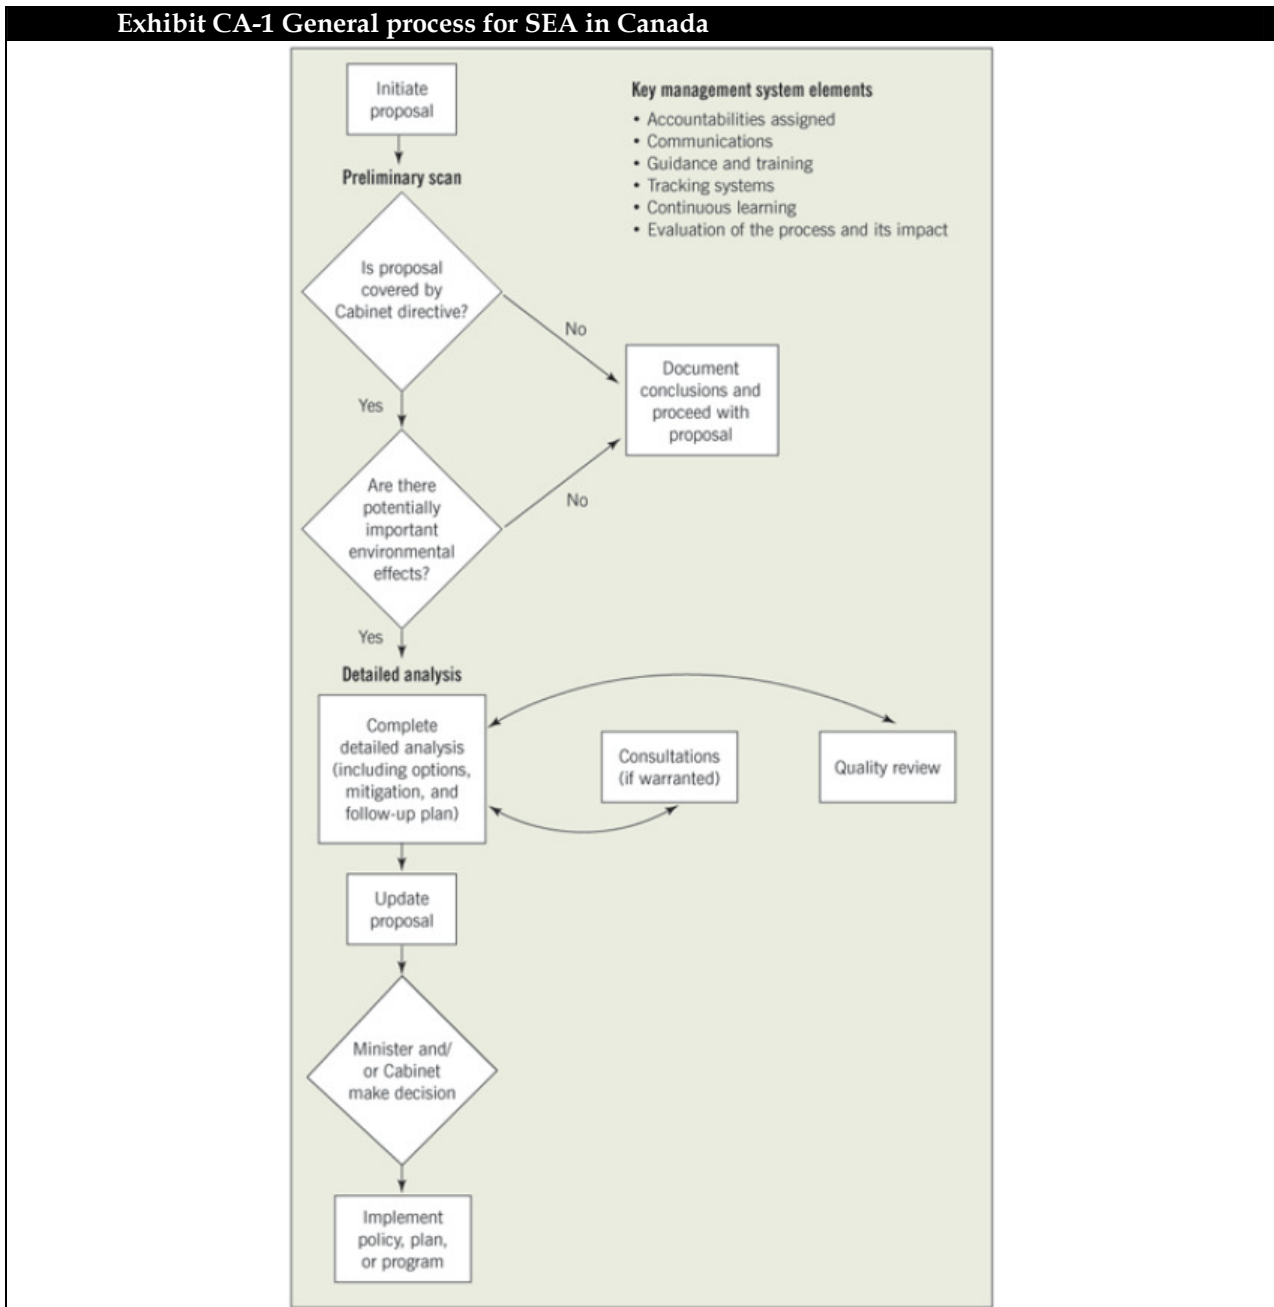 Exhibit CA-1 General process for SEA in Canada
Initiate
proposal
Key management system elements
• Accountabilities assigned
• Communications
• Guidance and training
• Tracking systems
• Continuous learning
• Evaluation of the process and its impact
Preliminary scan
Is proposal
covered by
Cabinet directive?
No
Document
conclusions and
proceed with
proposal
Yes
Are there
potentially
important
environmental
effects?
No
Yes
Detailed analysis
Complete
detailed analysis
(including options,
mitigation, and
follow-up plan)
Consultations
(if warranted)
Quality review
Update
proposal
Minister and/
or Cabinet
make decision
Implement
policy, plan,
or program